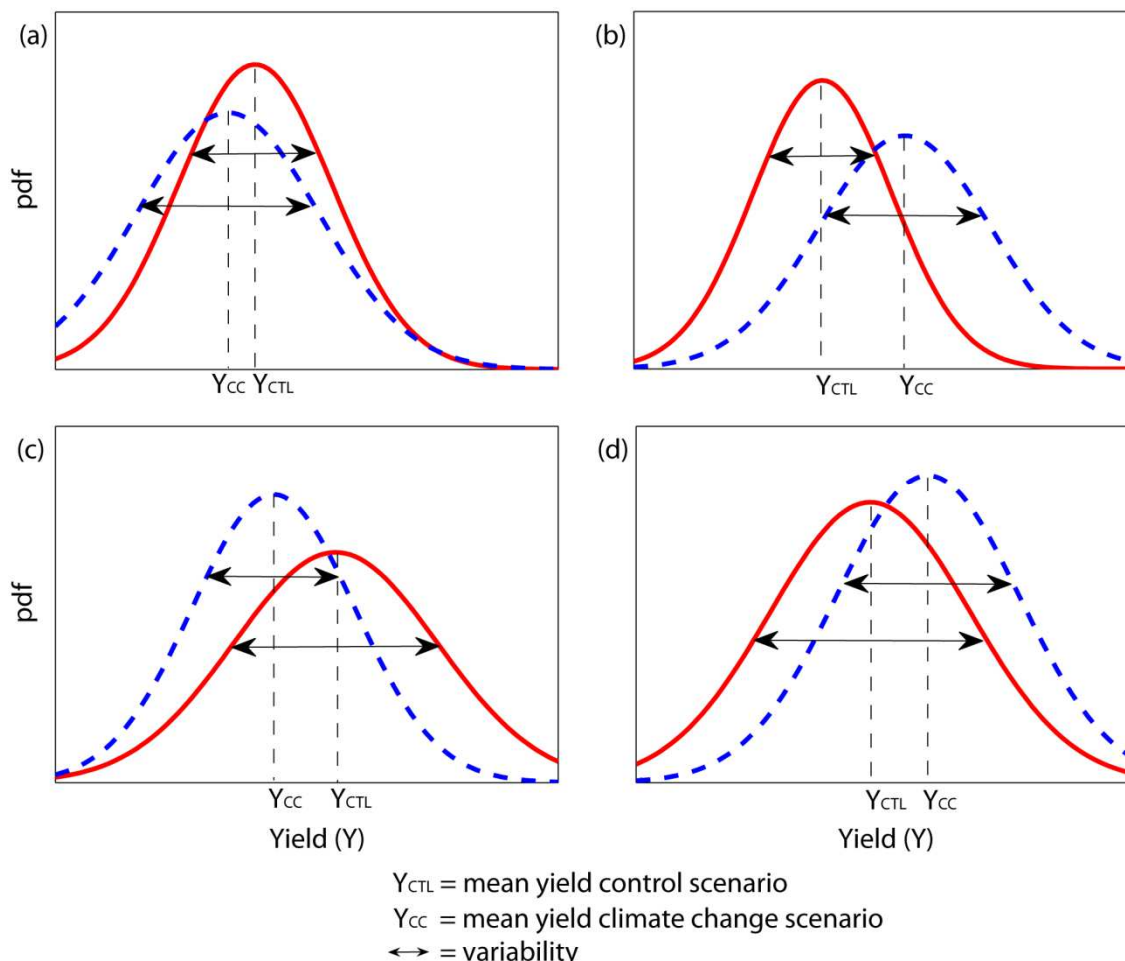 (a)
(b)
pdf
YCC YCTL
YCTL YCC
(c)
(d)
pdf
YCC YCTL
YCTL YCC
Yield (Y)
Yield (Y)
YCTL = mean yield control scenario
YCC = mean yield climate change scenario
↔ = variability